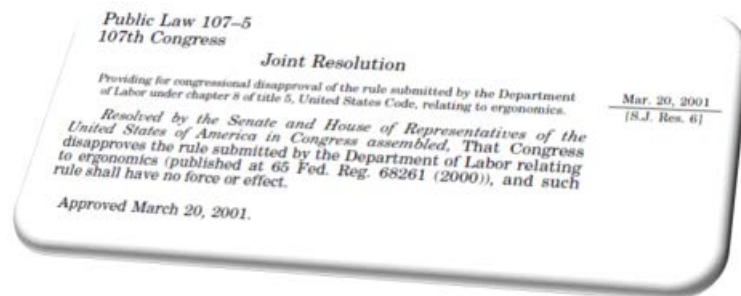 Public Law 107–5
107th Congress
Joint Resolution
Providing for congressional disapproval of the rule submitted by the Department
of Labor under chapter 8 of title 5, United States Code, relating to ergonomics.
Mar. 20, 2001
[S.J. Res. 6]
Resolved by the Senate and House of Representatives of the
United States of America in Congress assembled, That Congress
disapproves the rule submitted by the Department of Labor relating
to ergonomics (published at 65 Fed. Reg. 68261 (2000)), and such
rule shall have no force or effect.
Approved March 20, 2001.